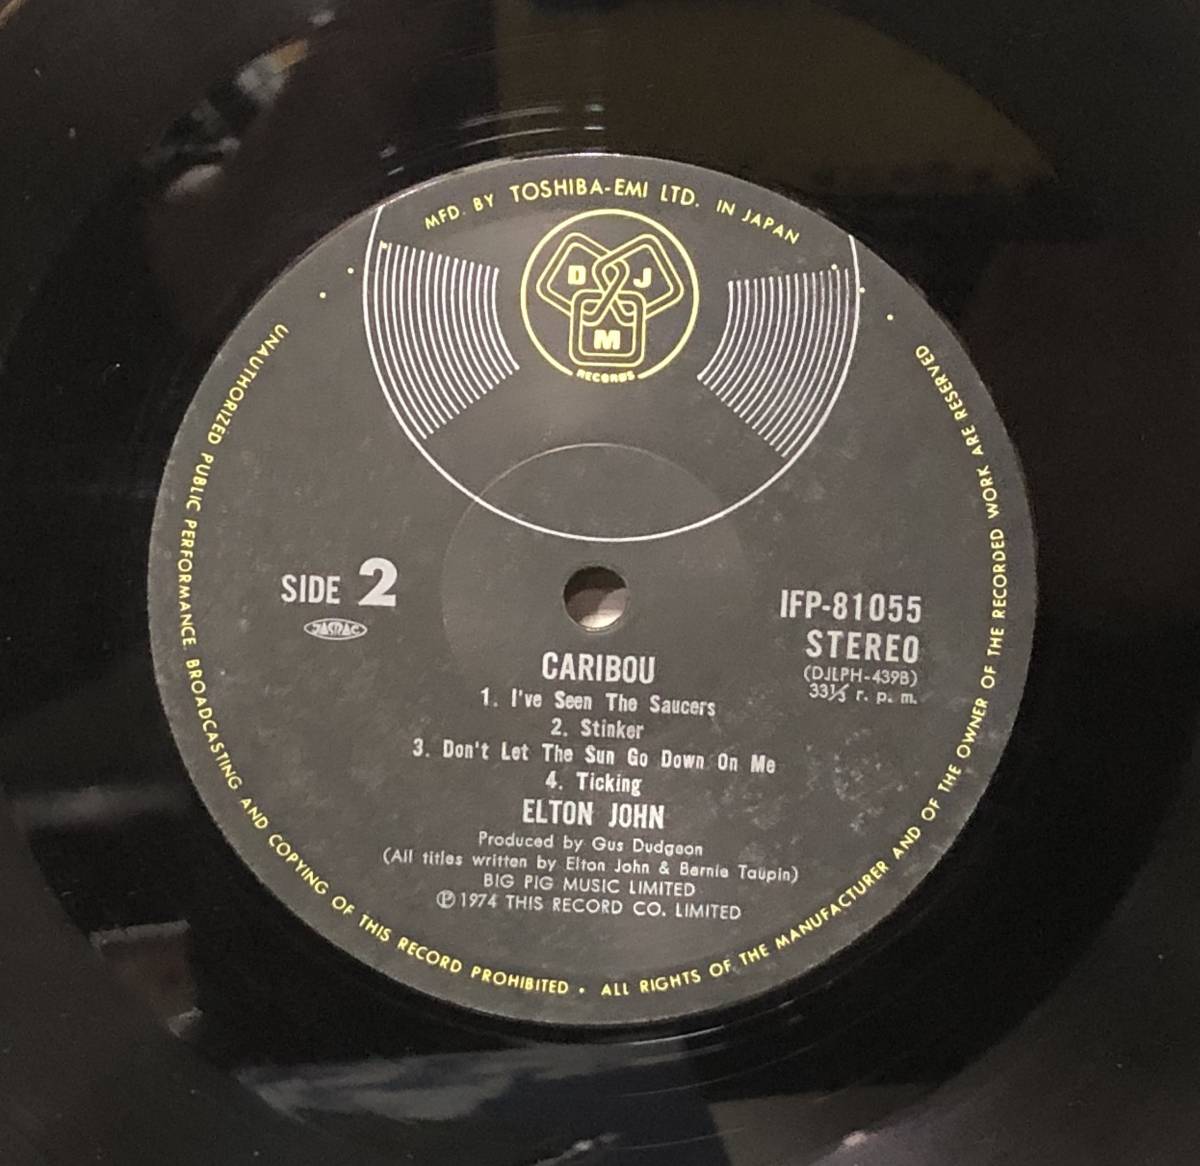 MFD. BY TOSHIBA-EMI LTD. IN JAPAN
D J
M
RECORDS
SIDE 2
JASRAC
IFP-81055
STEREO
(DJLPH-439B)
33⅓ r. p. m.
CARIBOU
1. I've Seen The Saucers
2. Stinker
3. Don't Let The Sun Go Down On Me
4. Ticking
ELTON JOHN
Produced by Gus Dudgeon
(All titles written by Elton John & Bernie Taupin)
BIG PIG MUSIC LIMITED
Ⓟ1974 THIS RECORD CO. LIMITED
UNAUTHORIZED PUBLIC PERFORMANCE. BROADCASTING AND COPYING OF THIS RECORD PROHIBITED • ALL RIGHTS OF THE MANUFACTURER AND OF THE OWNER OF THE RECORDED WORK ARE RESERVED